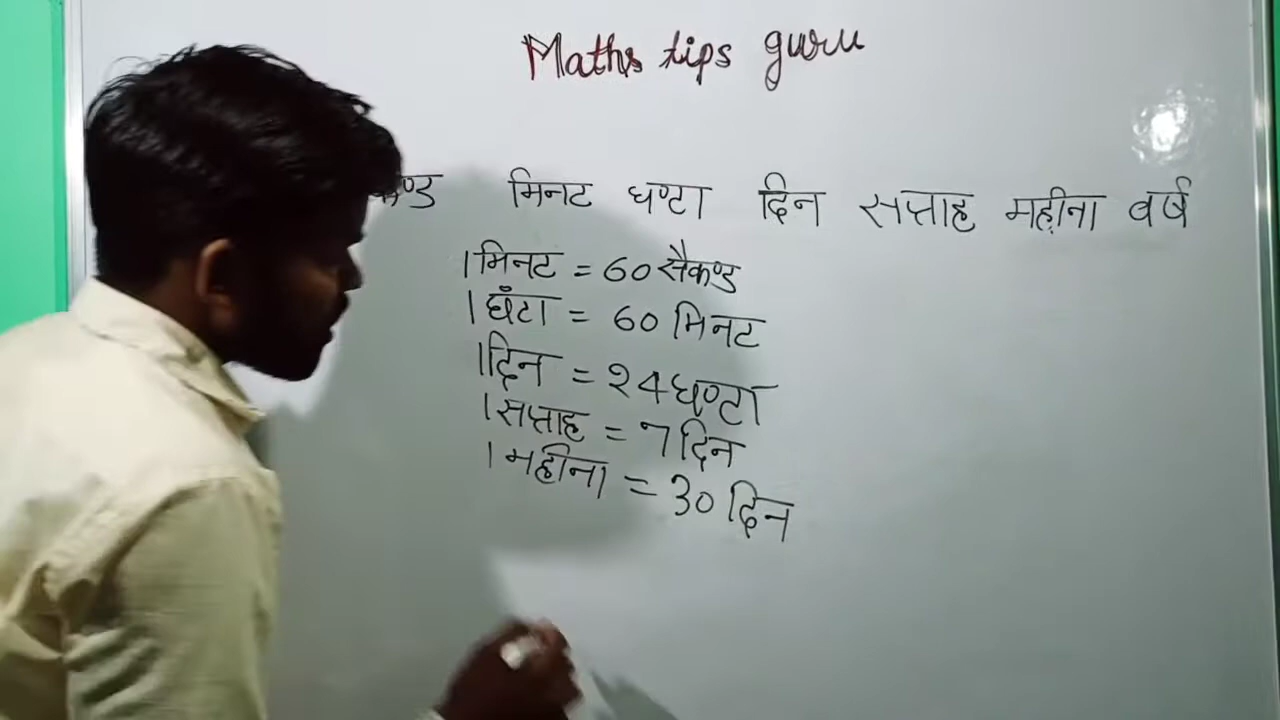 Maths tips guru
मिनट घण्टा दिन सप्ताह महीना वर्ष
1 मिनट = 60 सैकण्ड
1 घँटा = 60 मिनट
1 दिन = 24 घण्टा
1 सप्ताह = 7 दिन
1 महीना = 30 दिन